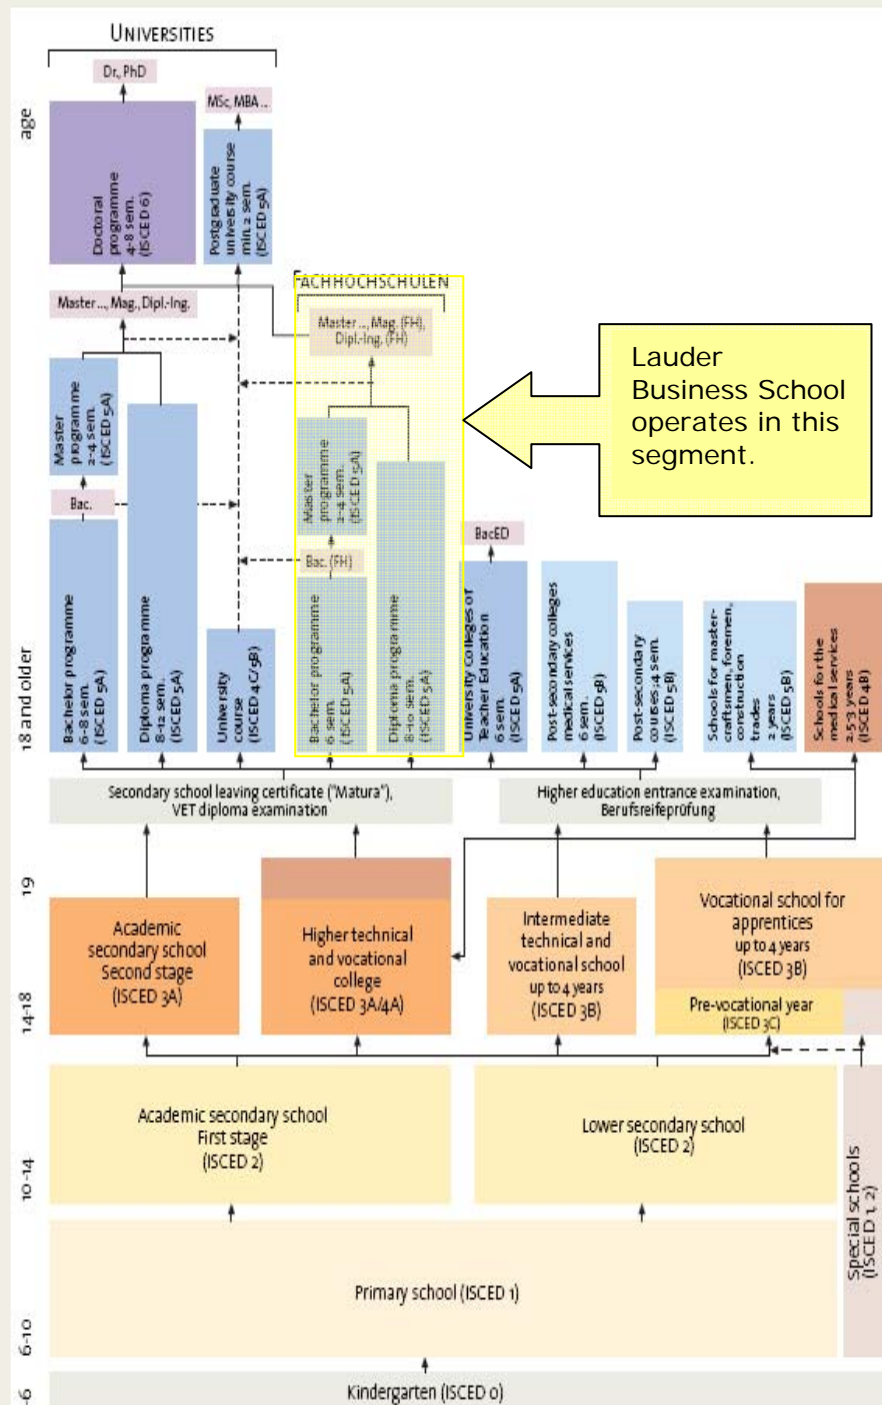 UNIVERSITIES
Dr., PhD
MSc, MBA ...
age
Doctoral
programme
4-8 sem.
(ISCED 6)
Postgraduate
university course
min. 2 sem.
(ISCED 5A)
FACHHOCHSCHULEN
Master ..., Mag., Dipl.-Ing.
Master ..., Mag. (FH),
Dipl.-Ing. (FH)
Lauder
Business School
operates in this
segment.
Master
programme
2-4 sem.
(ISCED 5A)
Master
programme
2-4 sem.
(ISCED 5A)
Bac.
Bac. (FH)
BacED
18 and older
Bachelor programme
6-8 sem.
(ISCED 5A)
Diploma programme
8-12 sem.
(ISCED 5A)
University
course
(ISCED 4C/5B)
Bachelor programme
6 sem.
(ISCED 5A)
Diploma programme
8-10 sem.
(ISCED 5A)
University Colleges of
Teacher Education
6 sem.
(ISCED 5A)
Post-secondary colleges
medical services
6 sem.
(ISCED 5B)
Post-secondary
courses; 4 sem.
(ISCED 5B)
Schools for master-
craftsmen, foremen,
construction
trades
2 years
(ISCED 5B)
Schools for the
medical services
2.5-3 years
(ISCED 4B)
Secondary school leaving certificate ("Matura"),
VET diploma examination
Higher education entrance examination,
Berufsreifeprüfung
19
Academic
secondary school
Second stage
(ISCED 3A)
Higher technical
and vocational
college
(ISCED 3A/4A)
Intermediate
technical and
vocational school
up to 4 years
(ISCED 3B)
Vocational school for
apprentices
up to 4 years
(ISCED 3B)
14-18
Pre-vocational year
(ISCED 3C)
10-14
Academic secondary school
First stage
(ISCED 2)
Lower secondary school
(ISCED 2)
Special schools
(ISCED 1, 2)
6-10
Primary school (ISCED 1)
-6
Kindergarten (ISCED 0)